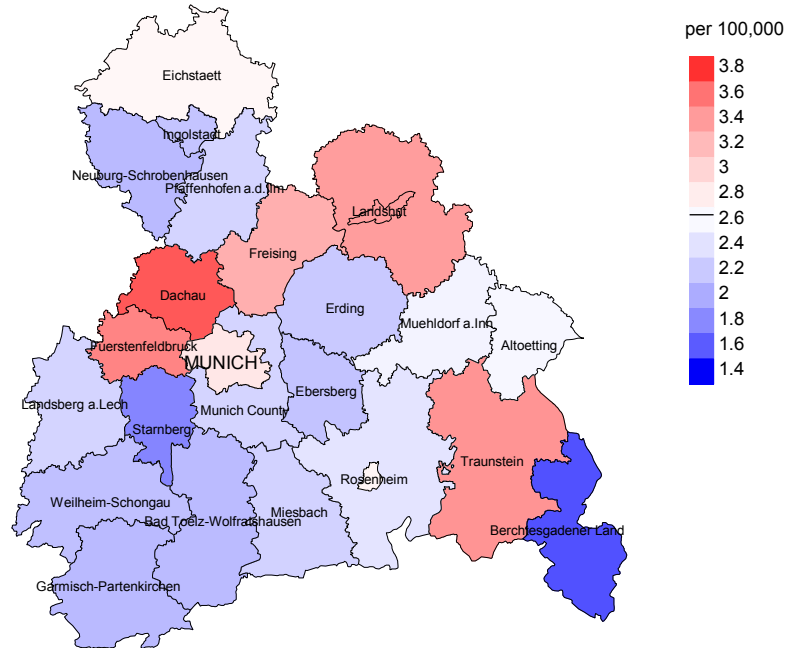 per 100,000
3.8
3.6
3.4
3.2
3
2.8
2.6
2.4
2.2
2
1.8
1.6
1.4
Eichstaett
Ingolstadt
Neuburg-Schrobenhausen
Pfaffenhofen a.d.Ilm
Landshut
Freising
Dachau
Erding
Muehldorf a.Inn
Altoetting
Fuerstenfeldbruck
MUNICH
Ebersberg
Landsberg a.Lech
Munich County
Starnberg
Traunstein
Rosenheim
Weilheim-Schongau
Miesbach
Bad Toelz-Wolfratshausen
Berchtesgadener Land
Garmisch-Partenkirchen